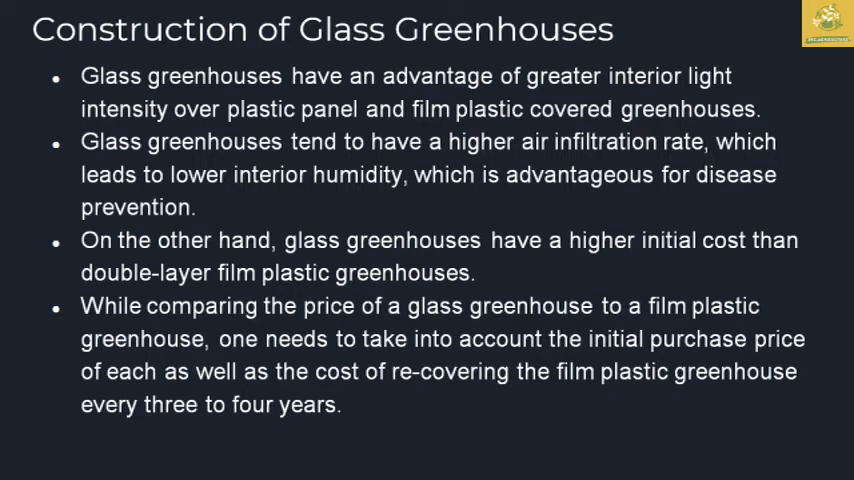 Construction of Glass Greenhouses
• Glass greenhouses have an advantage of greater interior light
intensity over plastic panel and film plastic covered greenhouses.
• Glass greenhouses tend to have a higher air infiltration rate, which
leads to lower interior humidity, which is advantageous for disease
prevention.
• On the other hand, glass greenhouses have a higher initial cost than
double-layer film plastic greenhouses.
• While comparing the price of a glass greenhouse to a film plastic
greenhouse, one needs to take into account the initial purchase price
of each as well as the cost of re-covering the film plastic greenhouse
every three to four years.